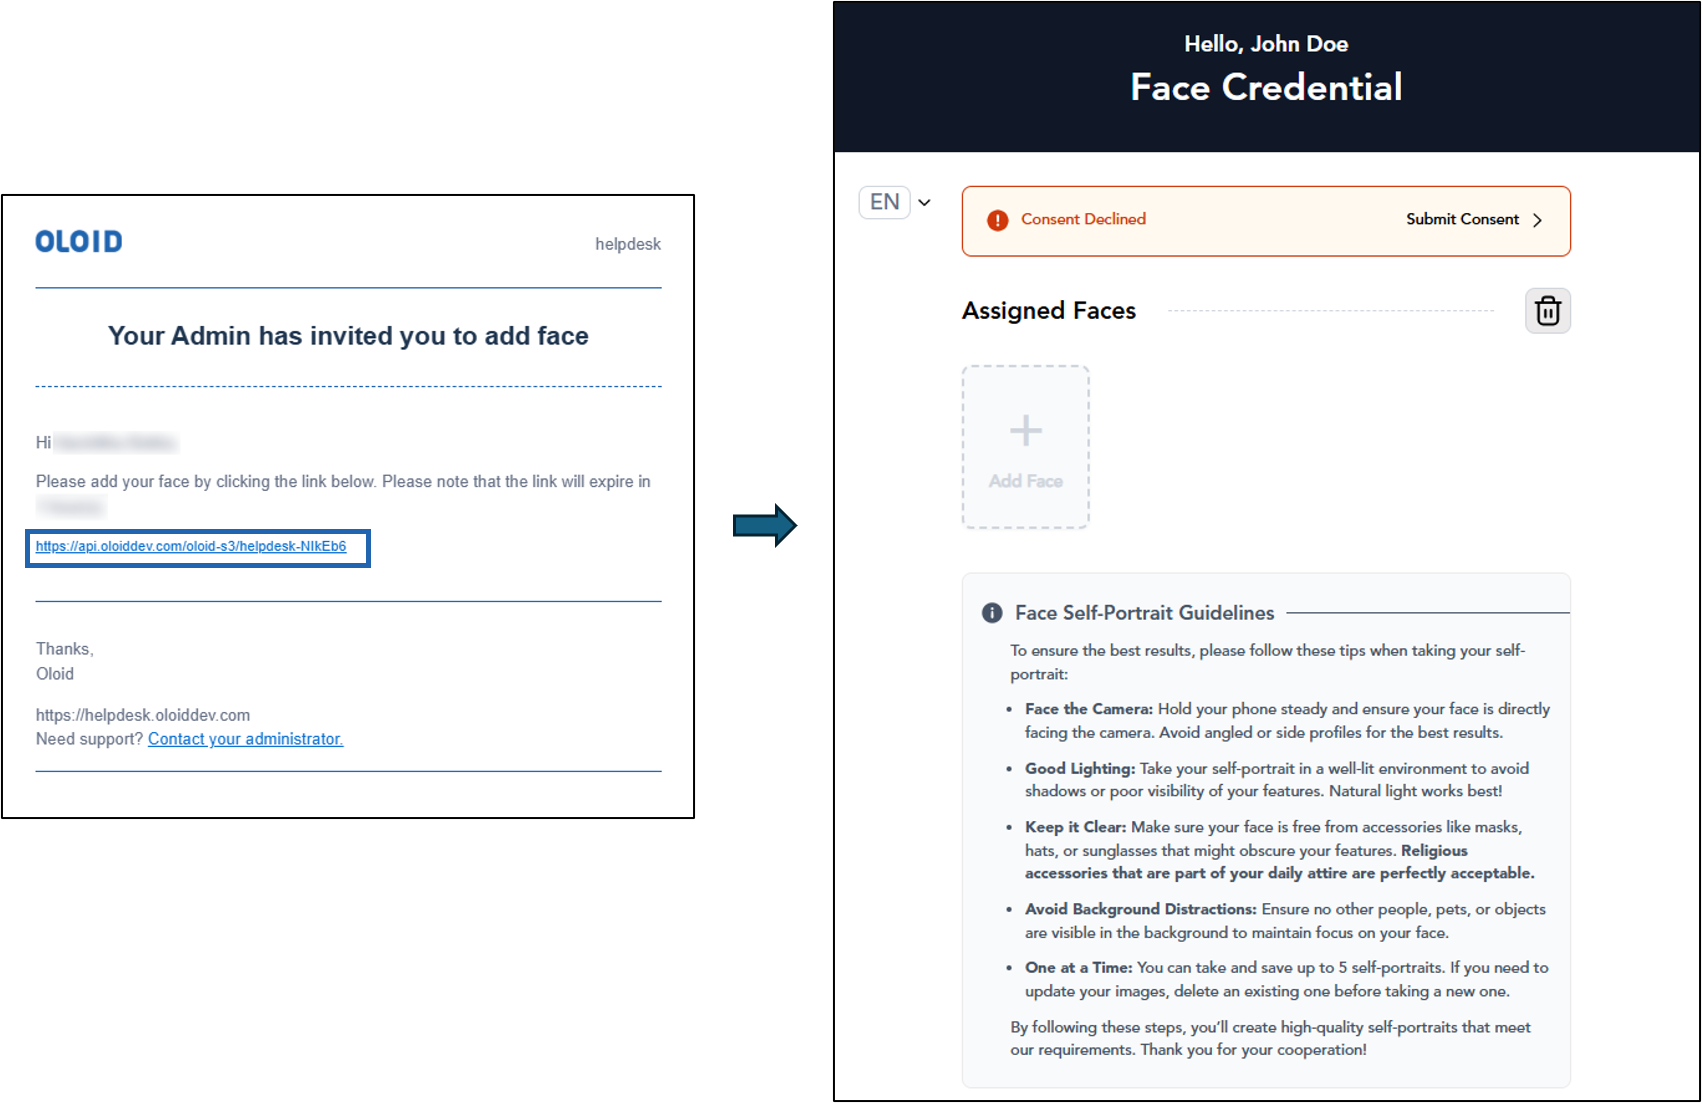 OLOID
helpdesk
Your Admin has invited you to add face
Hi
Please add your face by clicking the link below. Please note that the link will expire in
https://api.oloiddev.com/oloid-s3/helpdesk-NIkEb6
Thanks,
Oloid
https://helpdesk.oloiddev.com
Need support? Contact your administrator.
Hello, John Doe
Face Credential
EN
Consent Declined
Submit Consent
Assigned Faces
Add Face
Face Self-Portrait Guidelines
To ensure the best results, please follow these tips when taking your self-
portrait:
• Face the Camera: Hold your phone steady and ensure your face is directly
facing the camera. Avoid angled or side profiles for the best results.
• Good Lighting: Take your self-portrait in a well-lit environment to avoid
shadows or poor visibility of your features. Natural light works best!
• Keep it Clear: Make sure your face is free from accessories like masks,
hats, or sunglasses that might obscure your features. Religious
accessories that are part of your daily attire are perfectly acceptable.
• Avoid Background Distractions: Ensure no other people, pets, or objects
are visible in the background to maintain focus on your face.
• One at a Time: You can take and save up to 5 self-portraits. If you need to
update your images, delete an existing one before taking a new one.
By following these steps, you’ll create high-quality self-portraits that meet
our requirements. Thank you for your cooperation!